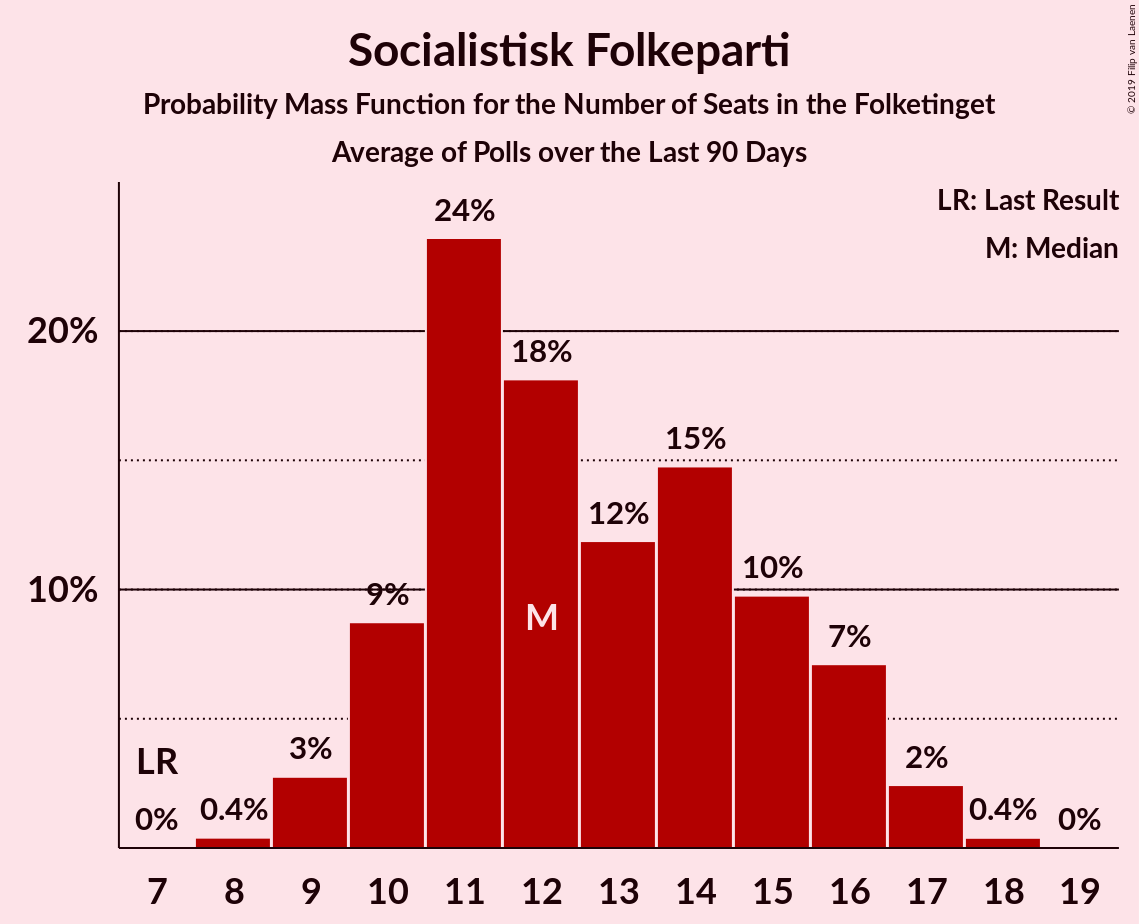 Socialistisk Folkeparti
Probability Mass Function for the Number of Seats in the Folketinget
Average of Polls over the Last 90 Days
© 2019 Filip van Laenen
LR: Last Result
M: Median
24%
20%
18%
15%
12%
10%
10%
9%
M
7%
LR
3%
2%
0%
0.4%
0.4%
0%
7 8 9 10 11 12 13 14 15 16 17 18 19